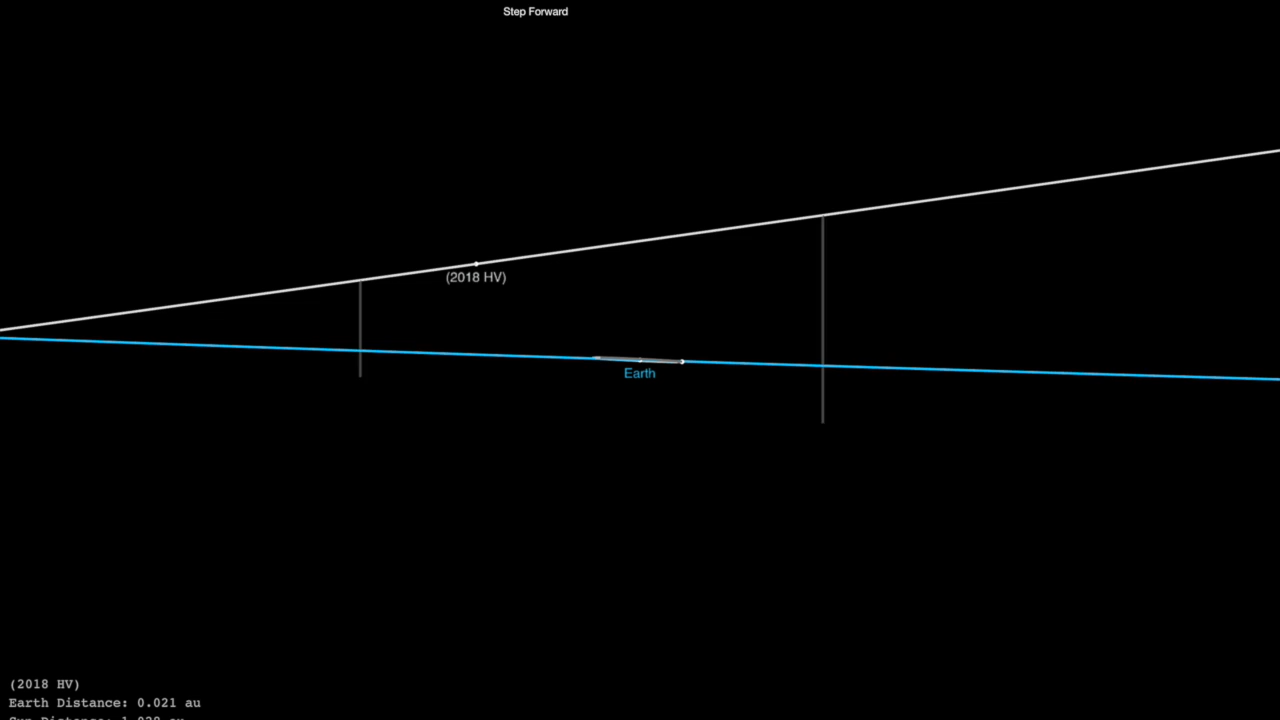 Step Forward
(2018 HV)
Earth
(2018 HV)
Earth Distance: 0.021 au